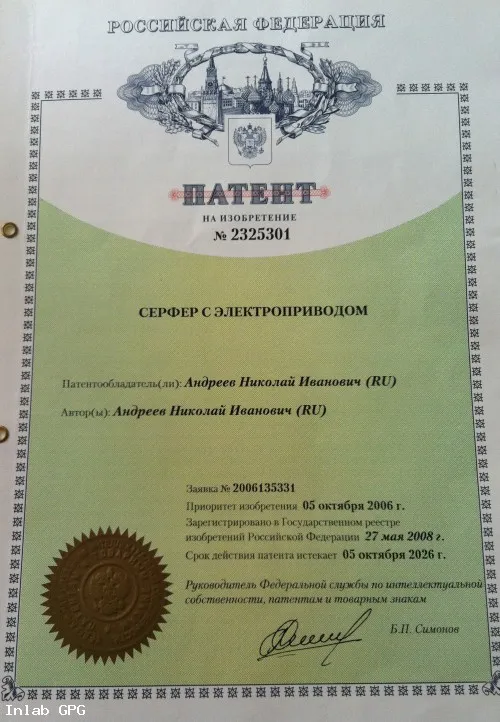 РОССИЙСКАЯ ФЕДЕРАЦИЯ
ПАТЕНТ
НА ИЗОБРЕТЕНИЕ
№ 2325301
СЕРФЕР С ЭЛЕКТРОПРИВОДОМ
Патентообладатель(ли): Андреев Николай Иванович (RU)
Автор(ы): Андреев Николай Иванович (RU)
Заявка № 2006135331
Приоритет изобретения 05 октября 2006 г.
Зарегистрировано в Государственном реестре
изобретений Российской Федерации 27 мая 2008 г.
Срок действия патента истекает 05 октября 2026 г.
Руководитель Федеральной службы по интеллектуальной
собственности, патентам и товарным знакам
Б.П. Симонов
Inlab GPG